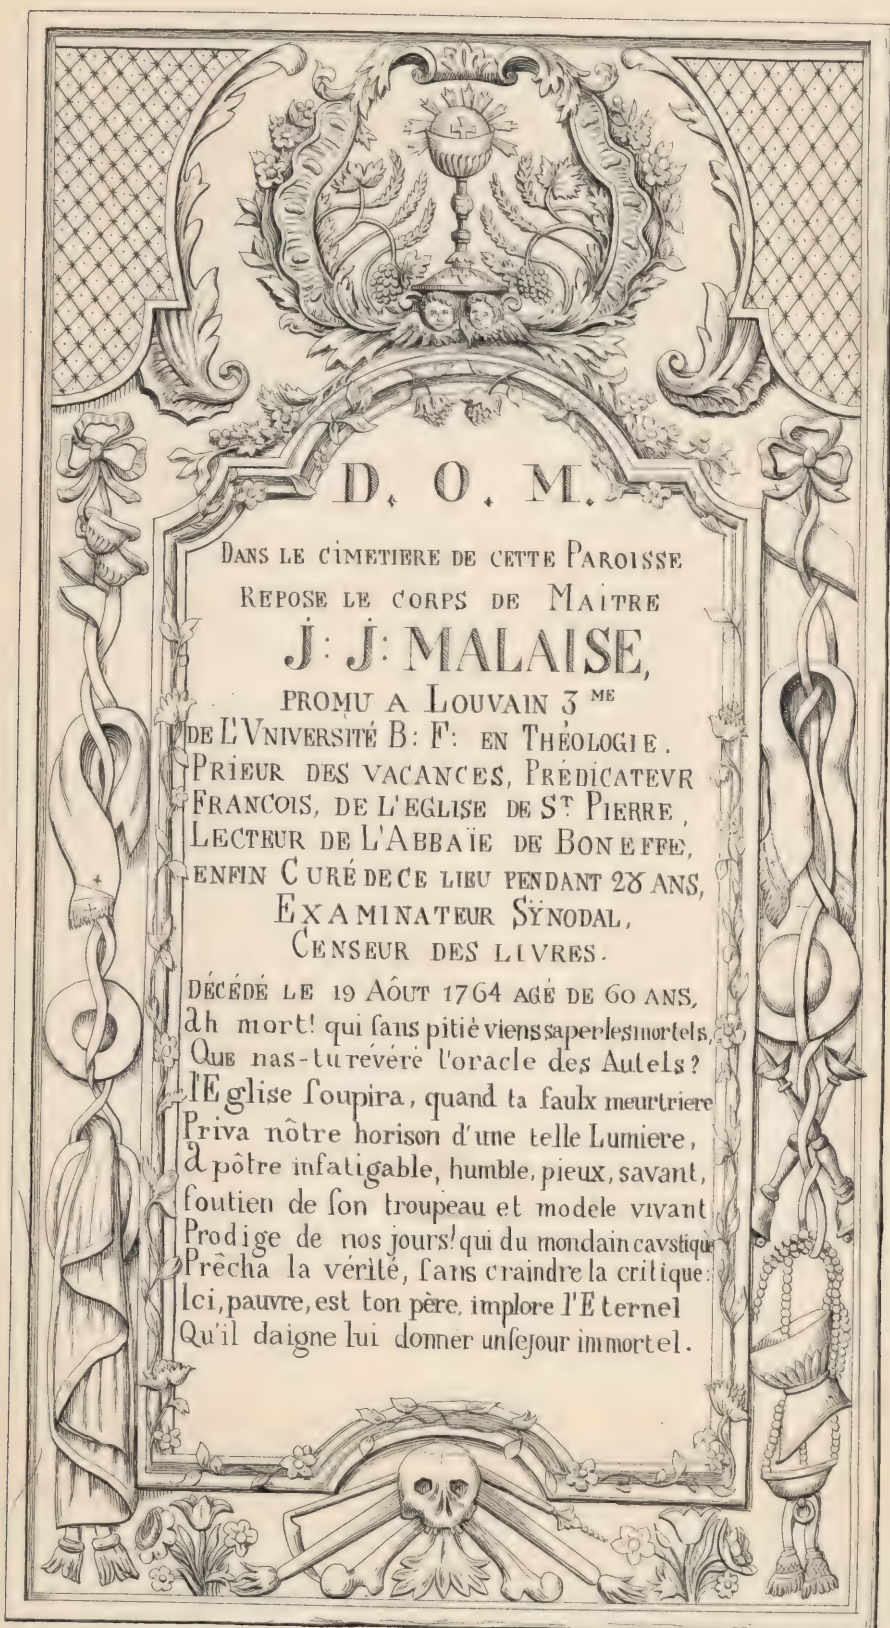 D. O. M.
DANS LE CIMETIERE DE CETTE PAROISSE
REPOSE LE CORPS DE MAITRE
J: J: MALAISE,
PROMU A LOUVAIN 3 ME
DE L'VNIVERSITÉ B: F: EN THÉOLOGIE.
PRIEUR DES VACANCES, PRÉDICATEVR
FRANCOIS, DE L'EGLISE DE ST. PIERRE,
LECTEUR DE L'ABBAÏE DE BONEFFE,
ENFIN CURÉ DE CE LIEU PENDANT 28 ANS,
EXAMINATEUR SŸNODAL,
CENSEUR DES LIVRES.
DÉCÉDÉ LE 19 AÔUT 1764 AGÉ DE 60 ANS,
ah mort! qui ſans pitié viens saper les mortels,
QUE nas-tu révéré l'oracle des Autels?
l'Eglise ſoupira, quand ta faulx meurtriere
Priva nôtre horison d'une telle Lumiere,
apôtre infatigable, humble, pieux, savant,
ſoutien de ſon troupeau et modele vivant
Prodige de nos jours! qui du mondain cavstique
Prêcha la vérité, ſans craindre la critique:
Ici, pauvre, est ton père, implore l'Eternel
Qu'il daigne lui donner un ſejour immortel.